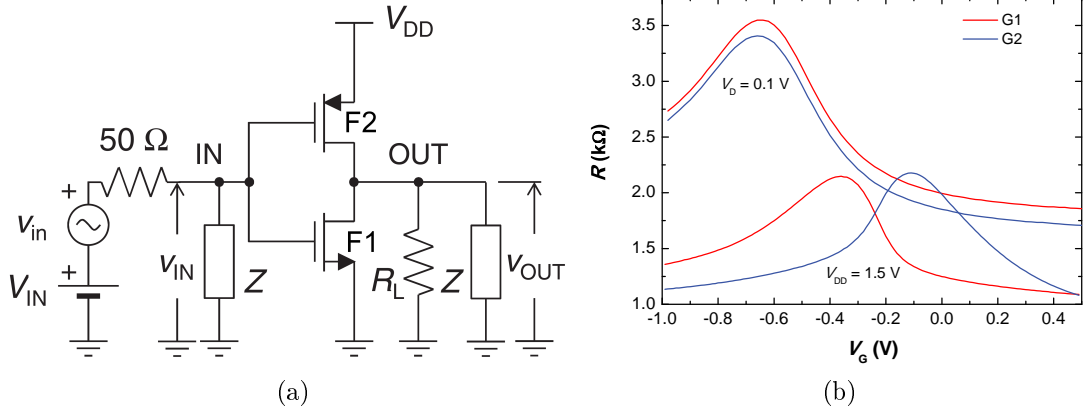 V_DD
50 Ω
IN
F2
OUT
+
v_in
+
V_IN
v_IN
Z
F1
R_L
Z
v_OUT
(a)
G1
G2
V_D = 0.1 V
V_DD = 1.5 V
R (kΩ)
3.5
3.0
2.5
2.0
1.5
1.0
-1.0 -0.8 -0.6 -0.4 -0.2 0.0 0.2 0.4
V_G (V)
(b)